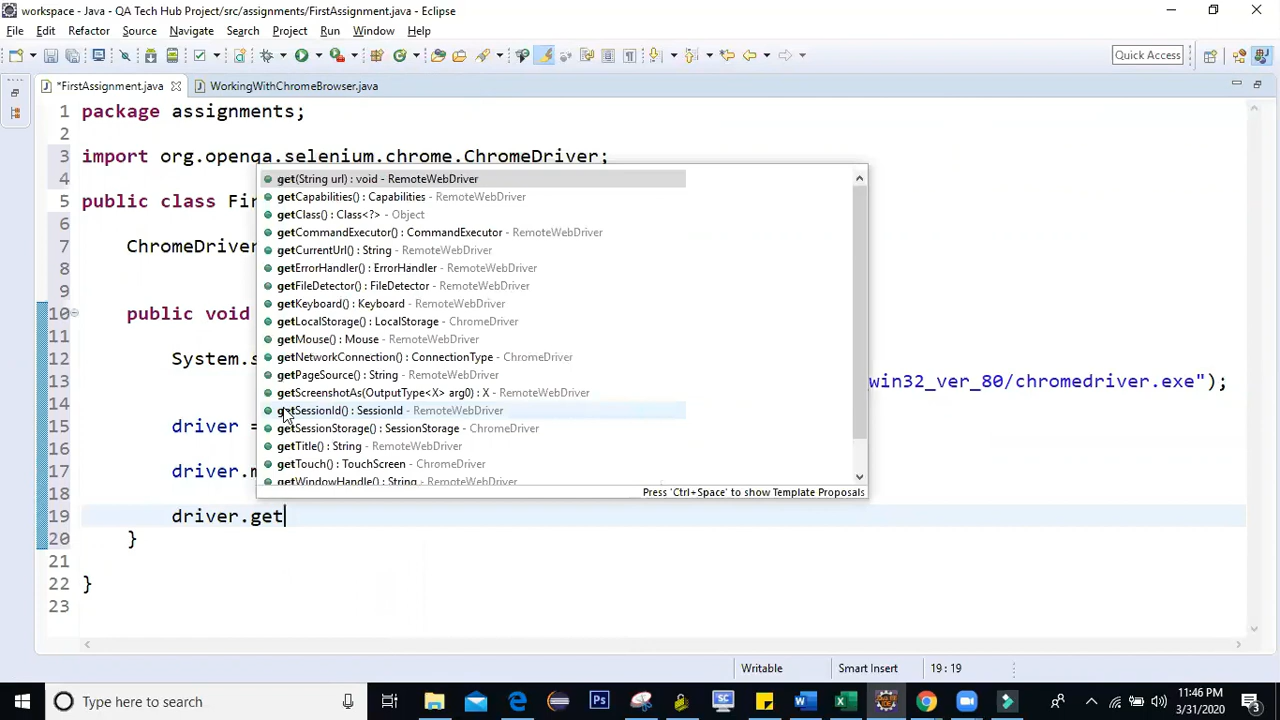 workspace - Java - QA Tech Hub Project/src/assignments/FirstAssignment.java - Eclipse
File Edit Refactor Source Navigate Search Project Run Window Help
Quick Access
*FirstAssignment.java WorkingWithChromeBrowser.java
1 package assignments;
2
3 import org.openqa.selenium.chrome.ChromeDriver;
4
5 public class Fir
6
7 ChromeDriver
8
9
10 public void
11
12 System.s
13 win32_ver_80/chromedriver.exe");
14
15 driver =
16
17 driver.m
18
19 driver.get
20 }
21
22 }
23
get(String url) : void - RemoteWebDriver
getCapabilities() : Capabilities - RemoteWebDriver
getClass() : Class<?> - Object
getCommandExecutor() : CommandExecutor - RemoteWebDriver
getCurrentUrl() : String - RemoteWebDriver
getErrorHandler() : ErrorHandler - RemoteWebDriver
getFileDetector() : FileDetector - RemoteWebDriver
getKeyboard() : Keyboard - RemoteWebDriver
getLocalStorage() : LocalStorage - ChromeDriver
getMouse() : Mouse - RemoteWebDriver
getNetworkConnection() : ConnectionType - ChromeDriver
getPageSource() : String - RemoteWebDriver
getScreenshotAs(OutputType<X> arg0) : X - RemoteWebDriver
getSessionId() : SessionId - RemoteWebDriver
getSessionStorage() : SessionStorage - ChromeDriver
getTitle() : String - RemoteWebDriver
getTouch() : TouchScreen - ChromeDriver
getWindowHandle() : String - RemoteWebDriver
Press 'Ctrl+Space' to show Template Proposals
Writable Smart Insert 19 : 19
Type here to search
11:46 PM
3/31/2020